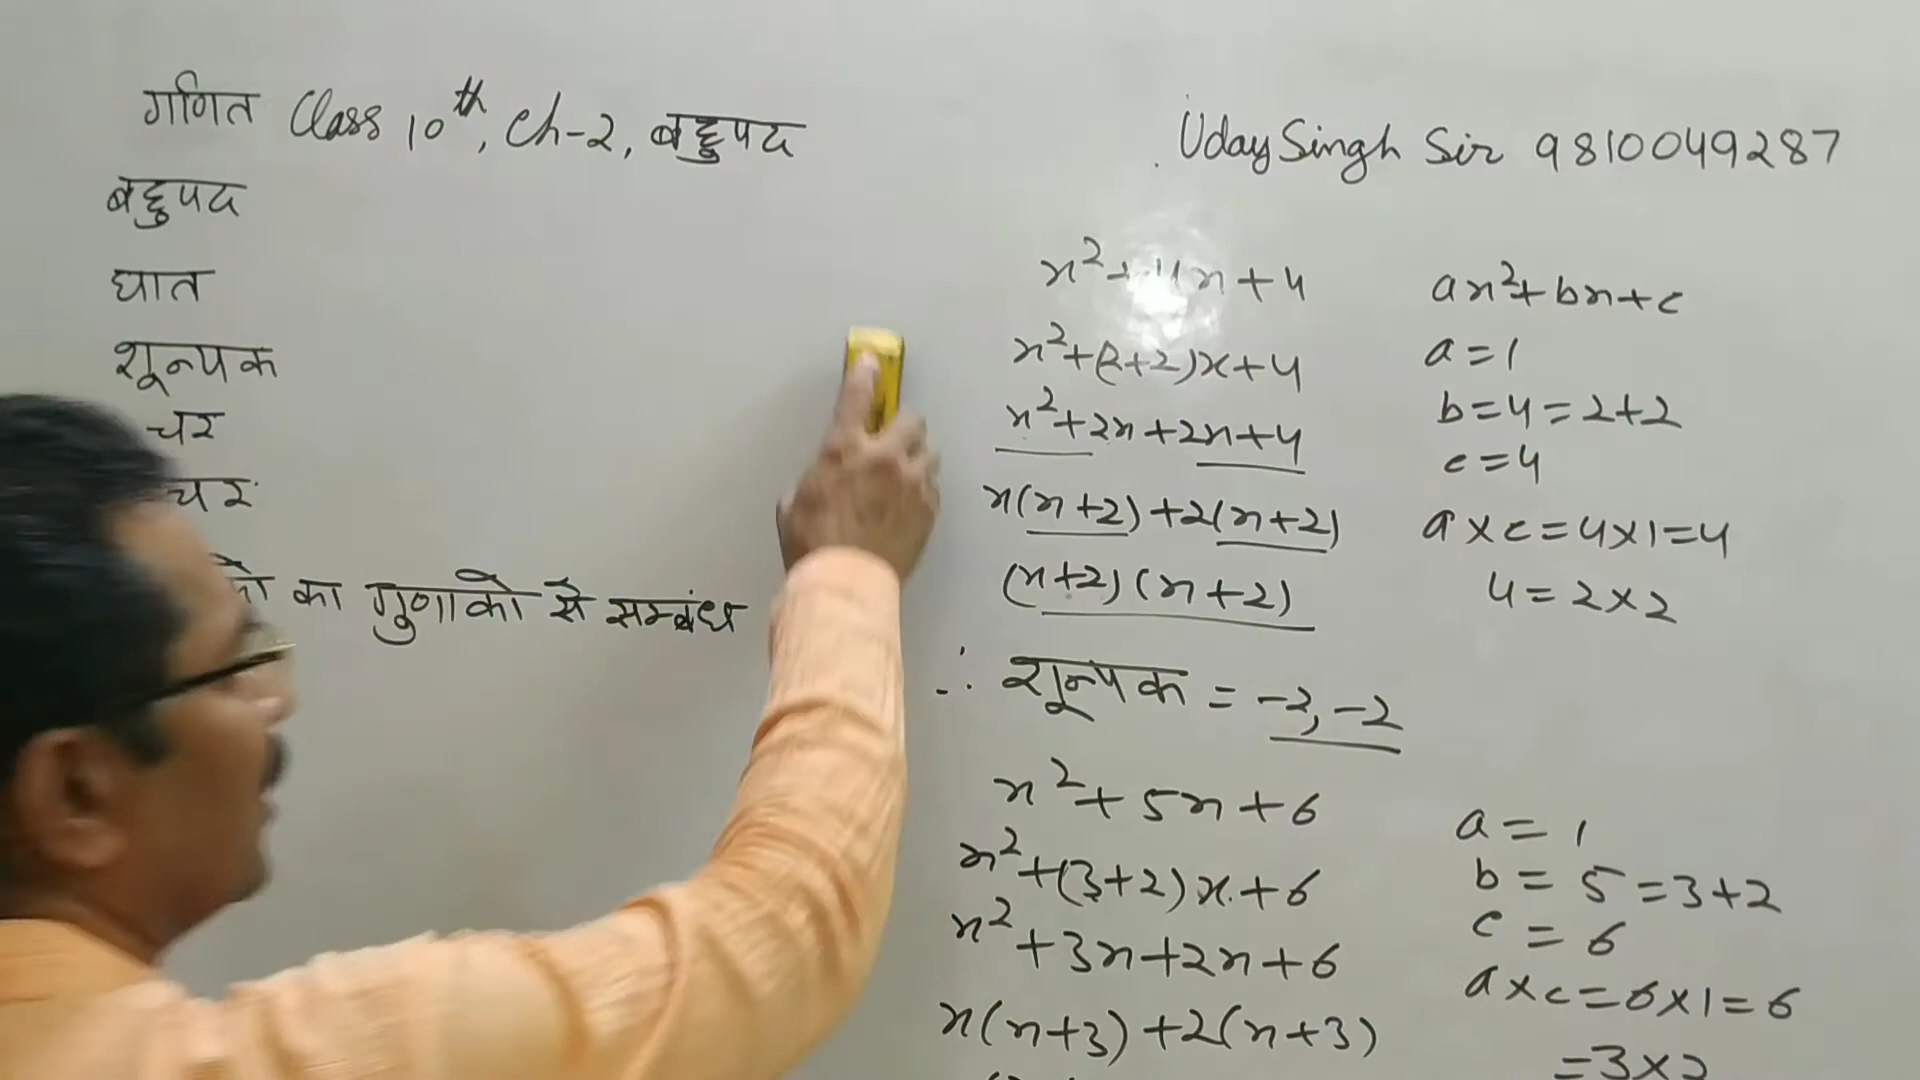 गणित Class 10th, Ch-2, बहुपद
Uday Singh Sir 9810049287
बहुपद
घात
शून्यक
चर
चर
का गुणांको से सम्बंध
x²+4x+4
x²+(2+2)x+4
x²+2x+2x+4
x(x+2)+2(x+2)
(x+2)(x+2)
∴ शून्यक = -2,-2
ax²+bx+c
a=1
b=4=2+2
c=4
a×c=4×1=4
4=2×2
x²+5x+6
x²+(3+2)x+6
x²+3x+2x+6
x(x+3)+2(x+3)
a=1
b=5=3+2
c=6
a×c=6×1=6
=3×2